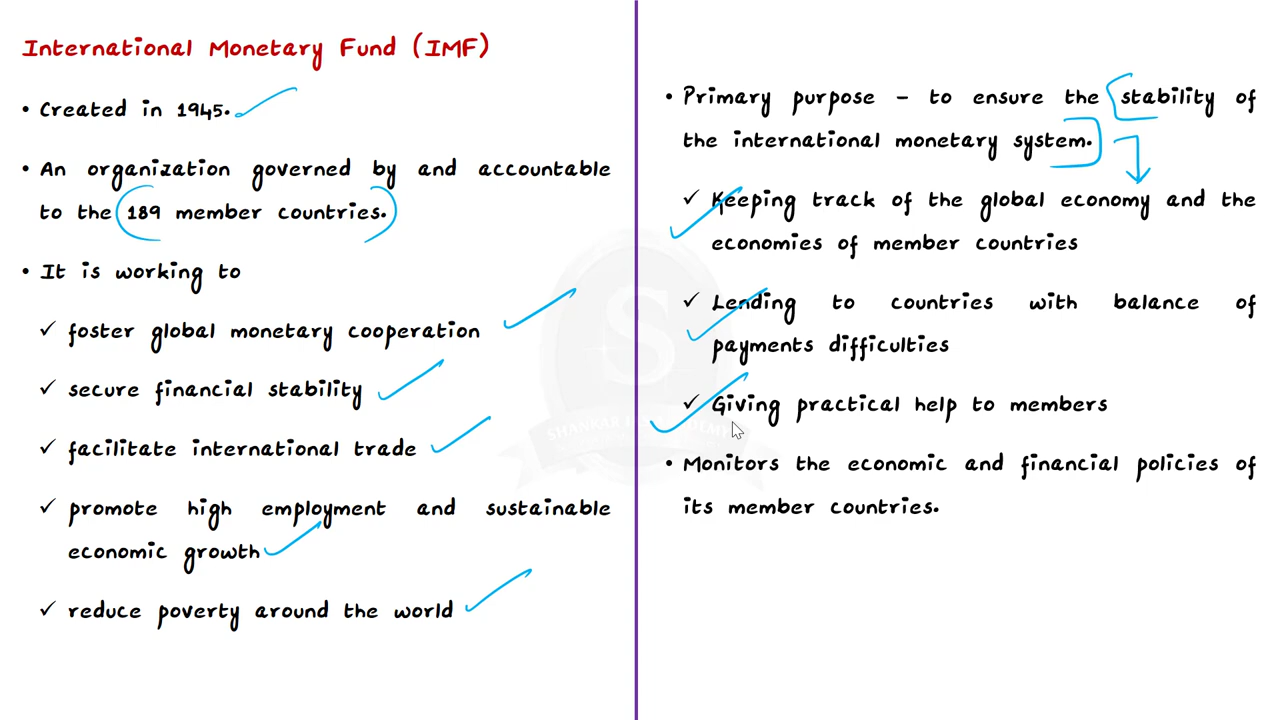 International Monetary Fund (IMF)
• Created in 1945.
• An organization governed by and accountable
to the 189 member countries.
• It is working to
✓ foster global monetary cooperation
✓ secure financial stability
✓ facilitate international trade
✓ promote high employment and sustainable
economic growth
✓ reduce poverty around the world
• Primary purpose – to ensure the stability of
the international monetary system.
✓ Keeping track of the global economy and the
economies of member countries
✓ Lending to countries with balance of
payments difficulties
✓ Giving practical help to members
• Monitors the economic and financial policies of
its member countries.